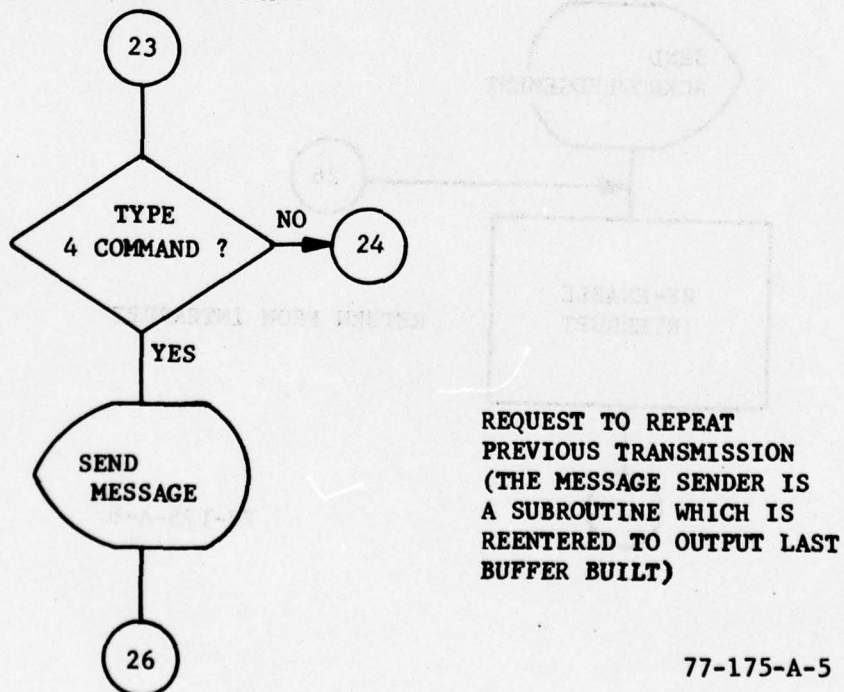 23
TYPE
4 COMMAND ?
NO
24
YES
SEND
MESSAGE
REQUEST TO REPEAT
PREVIOUS TRANSMISSION
(THE MESSAGE SENDER IS
A SUBROUTINE WHICH IS
REENTERED TO OUTPUT LAST
BUFFER BUILT)
26
77-175-A-5